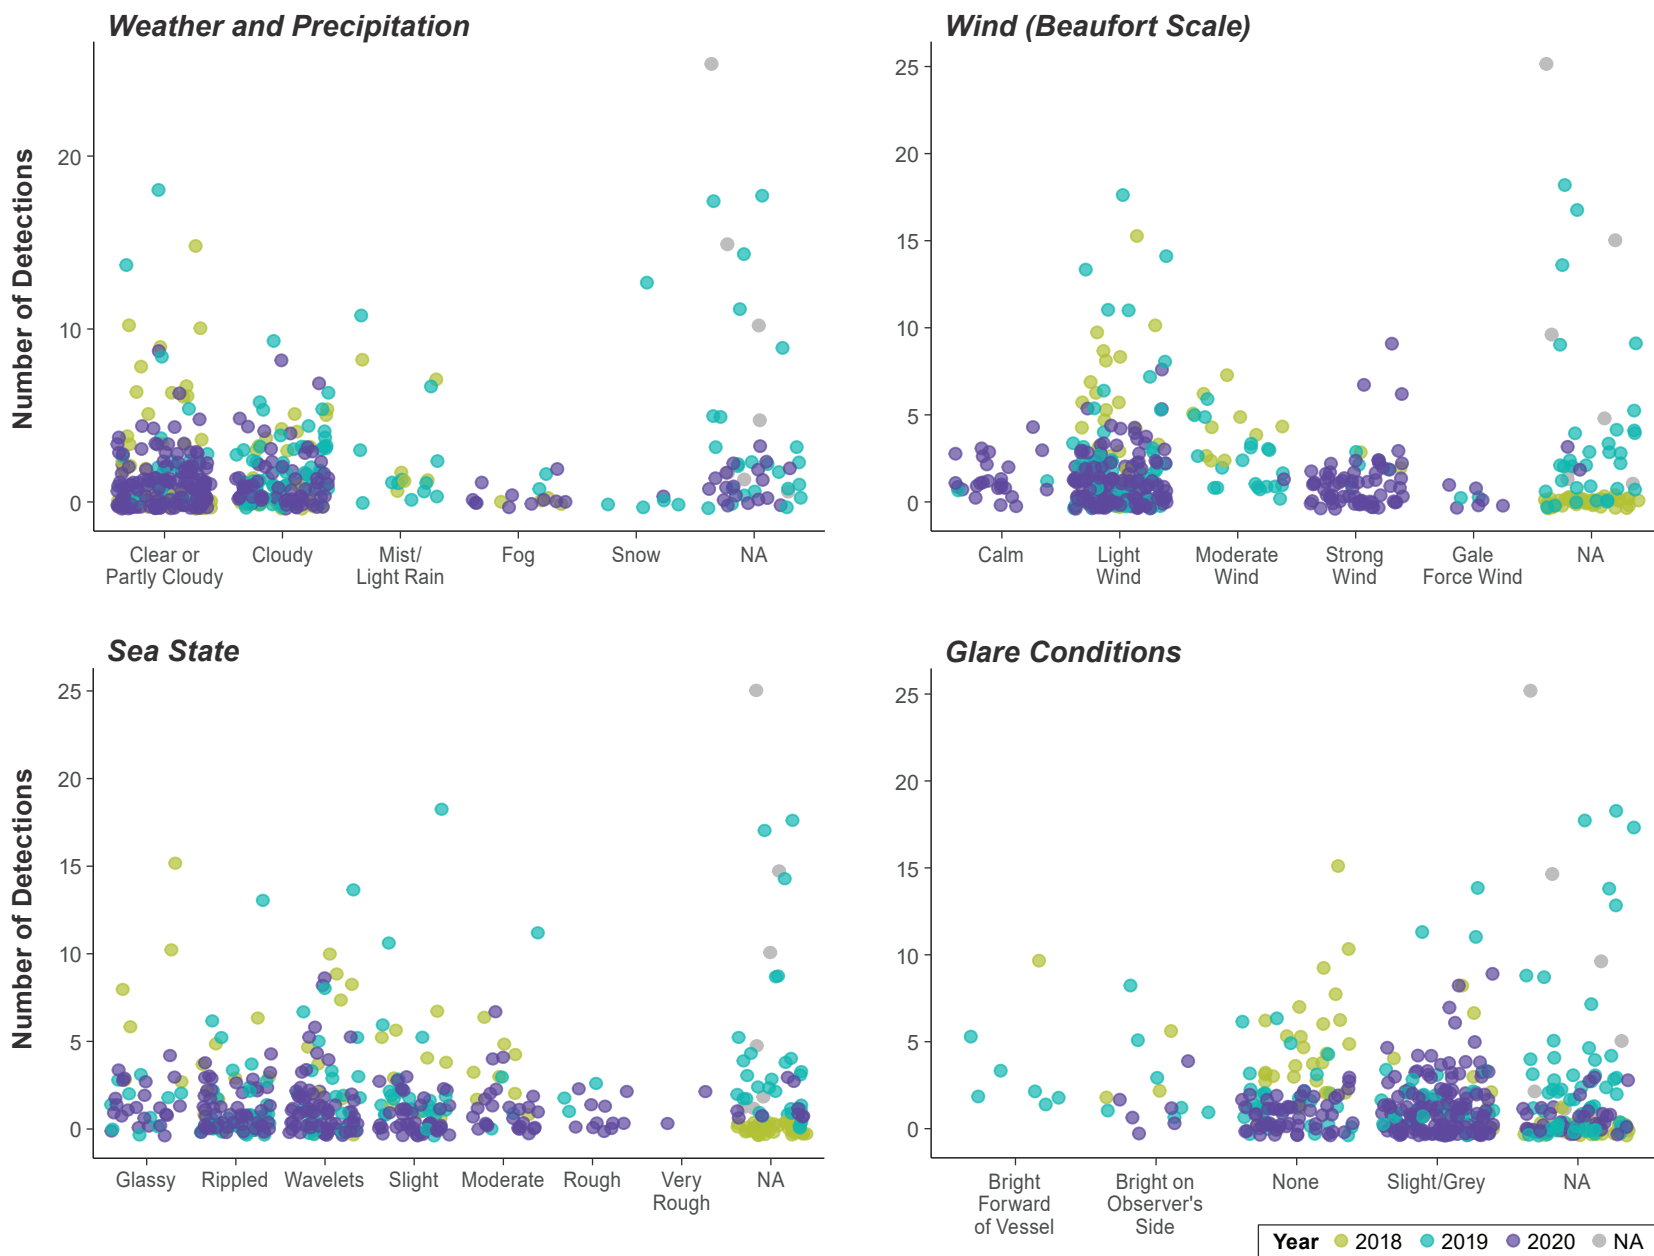 Weather and Precipitation
Number of Detections
20
10
0
Clear or
Partly Cloudy
Cloudy
Mist/
Light Rain
Fog
Snow
NA
Wind (Beaufort Scale)
25
20
15
10
5
0
Calm
Light
Wind
Moderate
Wind
Strong
Wind
Gale
Force Wind
NA
Sea State
Number of Detections
25
20
15
10
5
0
Glassy
Rippled
Wavelets
Slight
Moderate
Rough
Very
Rough
NA
Glare Conditions
25
20
15
10
5
0
Bright
Forward
of Vessel
Bright on
Observer's
Side
None
Slight/Grey
NA
Year 2018 2019 2020 NA